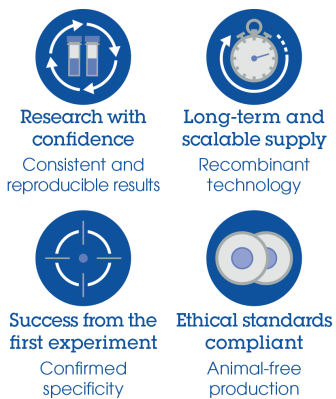 Research with
confidence
Consistent and
reproducible results
Long-term and
scalable supply
Recombinant
technology
Success from the
first experiment
Confirmed
specificity
Ethical standards
compliant
Animal-free
production